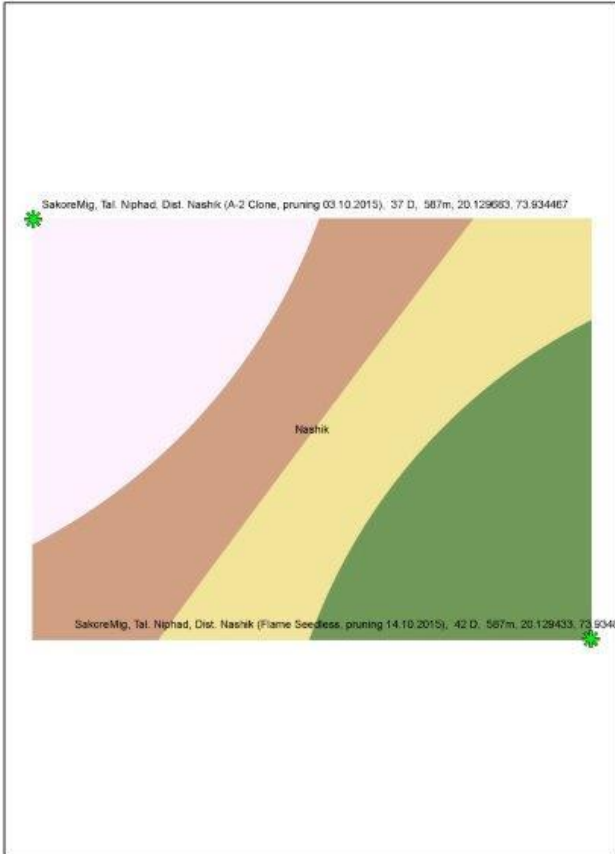 SakoreMig, Tal. Niphad, Dist. Nashik (A-2 Clone, pruning 03.10.2015), 37 D, 587m, 20.129683, 73.934467
Nashik
SakoreMig, Tal. Niphad, Dist. Nashik (Flame Seedless, pruning 14.10.2015), 42 D, 587m, 20.129433,